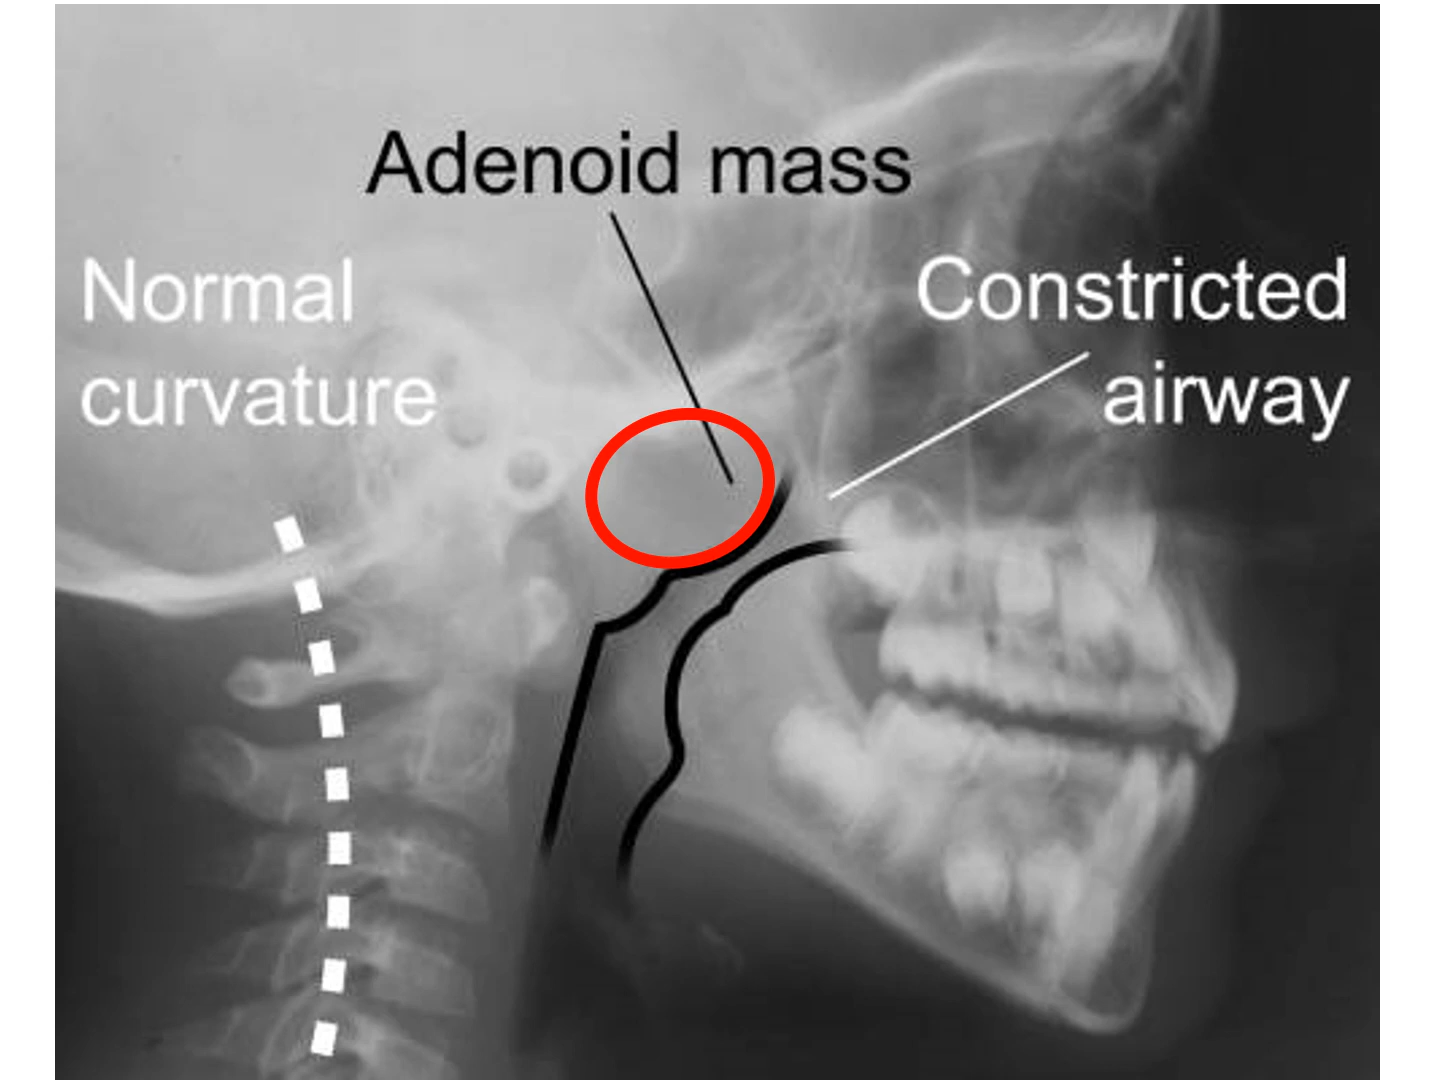 Adenoid mass
Normal
curvature
Constricted
airway